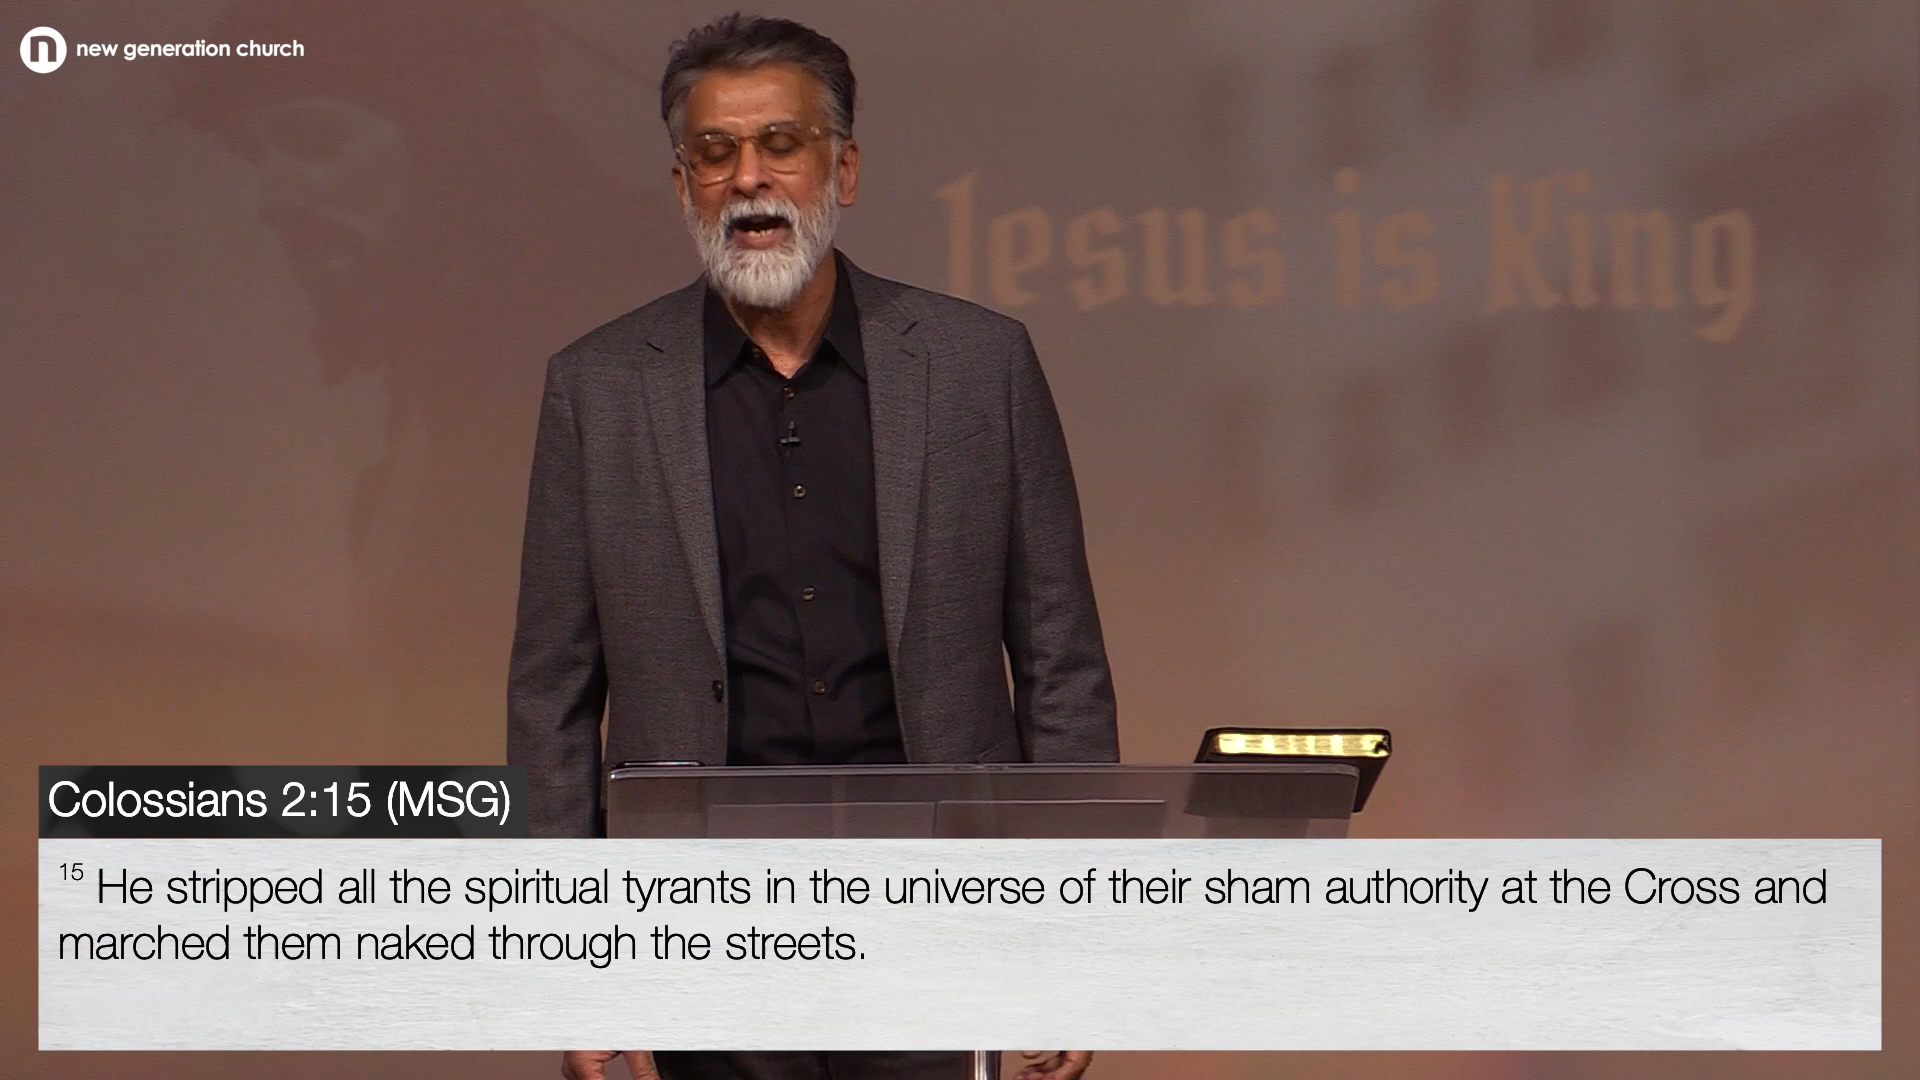 new generation church
Jesus is King
Colossians 2:15 (MSG)
15 He stripped all the spiritual tyrants in the universe of their sham authority at the Cross and
marched them naked through the streets.